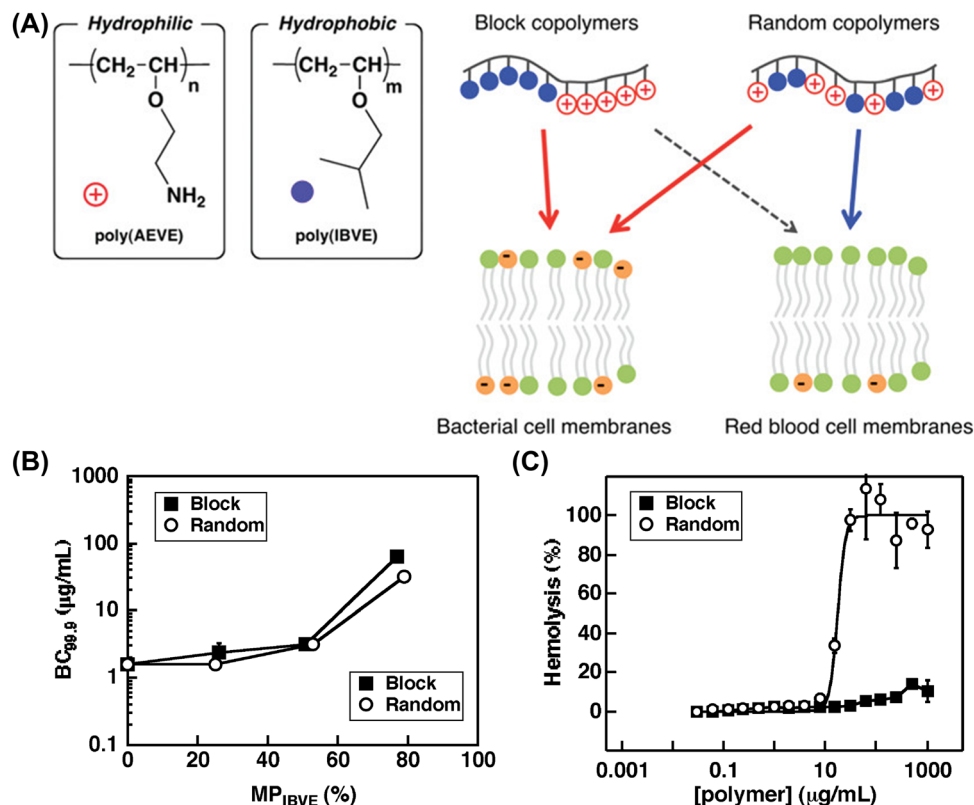 (A)
Hydrophilic
CH2
CH
n
O
NH2
poly(AEVE)
Hydrophobic
CH2
CH
m
O
poly(IBVE)
Block copolymers
Random copolymers
Bacterial cell membranes
Red blood cell membranes
(B)
1000
100
10
1
0.1
BC99.9 (μg/mL)
Block
Random
Block
Random
0 20 40 60 80 100
MPIBVE (%)
(C)
100
80
60
40
20
0
Hemolysis (%)
Block
Random
0.001
0.1
10
1000
[polymer] (μg/mL)